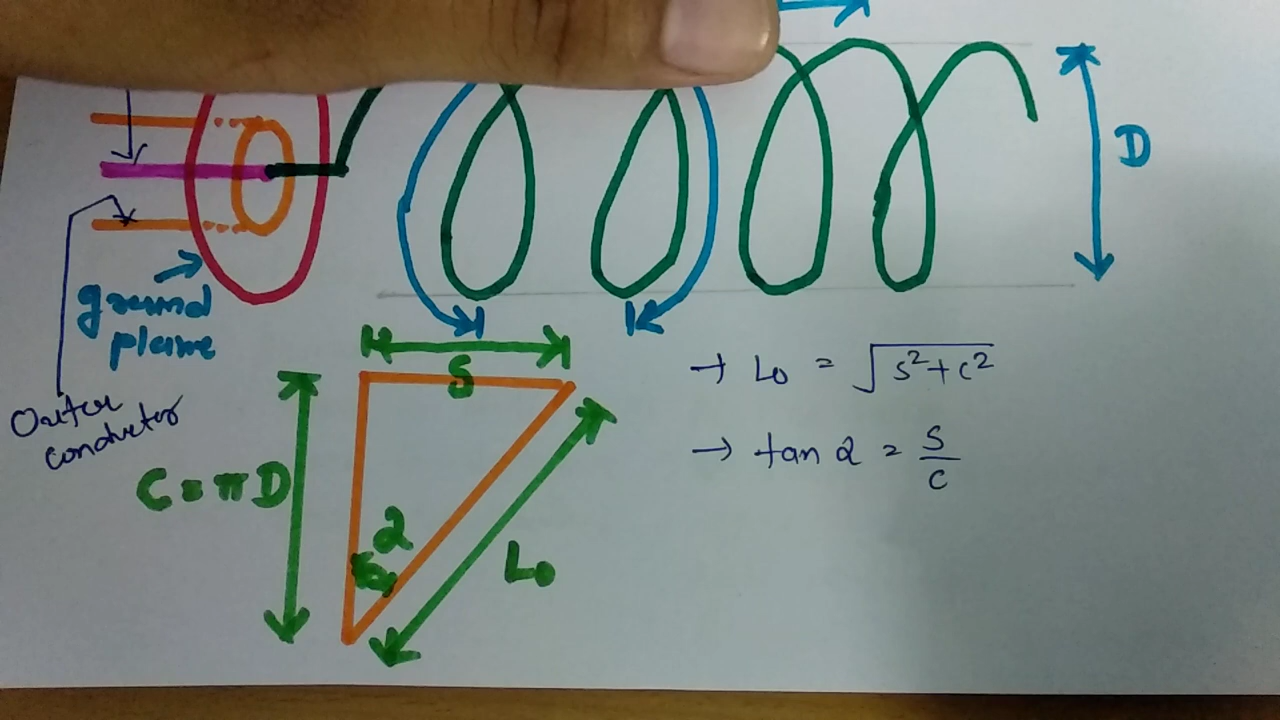 D
ground
plane
S
→ L₀ = √(S²+C²)
Outer
conductor
→ tan α = S/C
C = πD
α
L₀